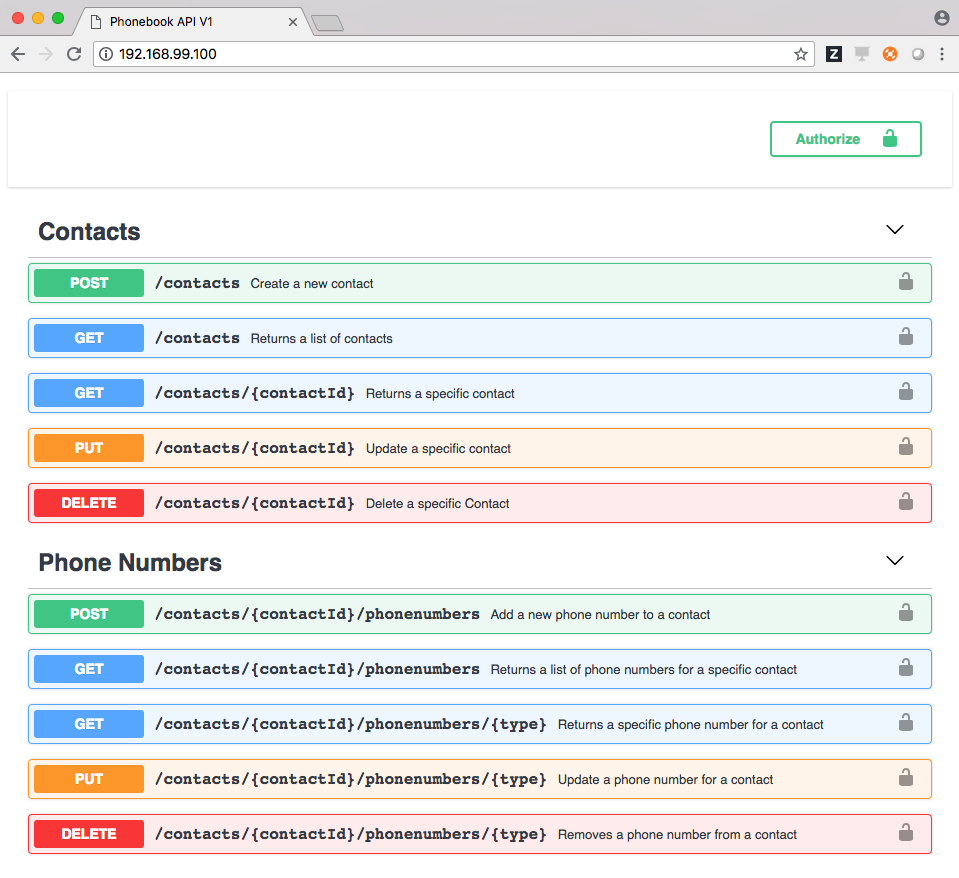 Phonebook API V1
192.168.99.100
Z
Authorize
Contacts
POST /contacts Create a new contact
GET /contacts Returns a list of contacts
GET /contacts/{contactId} Returns a specific contact
PUT /contacts/{contactId} Update a specific contact
DELETE /contacts/{contactId} Delete a specific Contact
Phone Numbers
POST /contacts/{contactId}/phonenumbers Add a new phone number to a contact
GET /contacts/{contactId}/phonenumbers Returns a list of phone numbers for a specific contact
GET /contacts/{contactId}/phonenumbers/{type} Returns a specific phone number for a contact
PUT /contacts/{contactId}/phonenumbers/{type} Update a phone number for a contact
DELETE /contacts/{contactId}/phonenumbers/{type} Removes a phone number from a contact